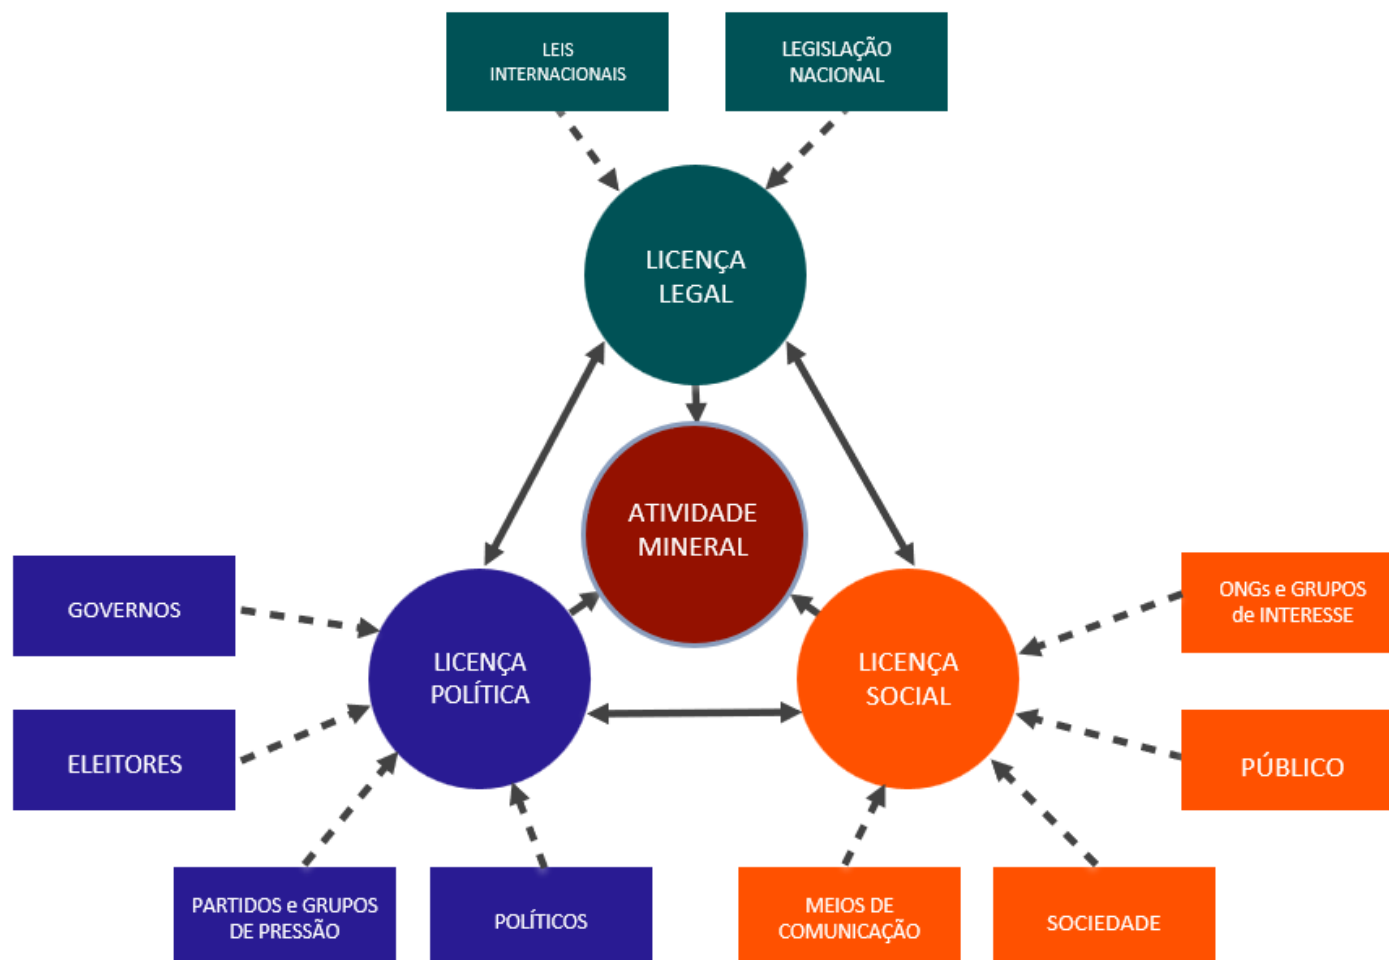 LEIS
INTERNACIONAIS
LEGISLAÇÃO
NACIONAL
LICENÇA
LEGAL
ATIVIDADE
MINERAL
GOVERNOS
ELEITORES
LICENÇA
POLÍTICA
LICENÇA
SOCIAL
ONGs e GRUPOS
de INTERESSE
PÚBLICO
PARTIDOS e GRUPOS
DE PRESSÃO
POLÍTICOS
MEIOS DE
COMUNICAÇÃO
SOCIEDADE